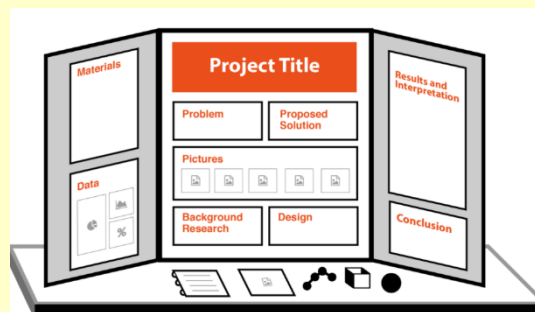 Materials
Data
%
Project Title
Problem
Proposed
Solution
Pictures
Background
Research
Design
Results and
Interpretation
Conclusion